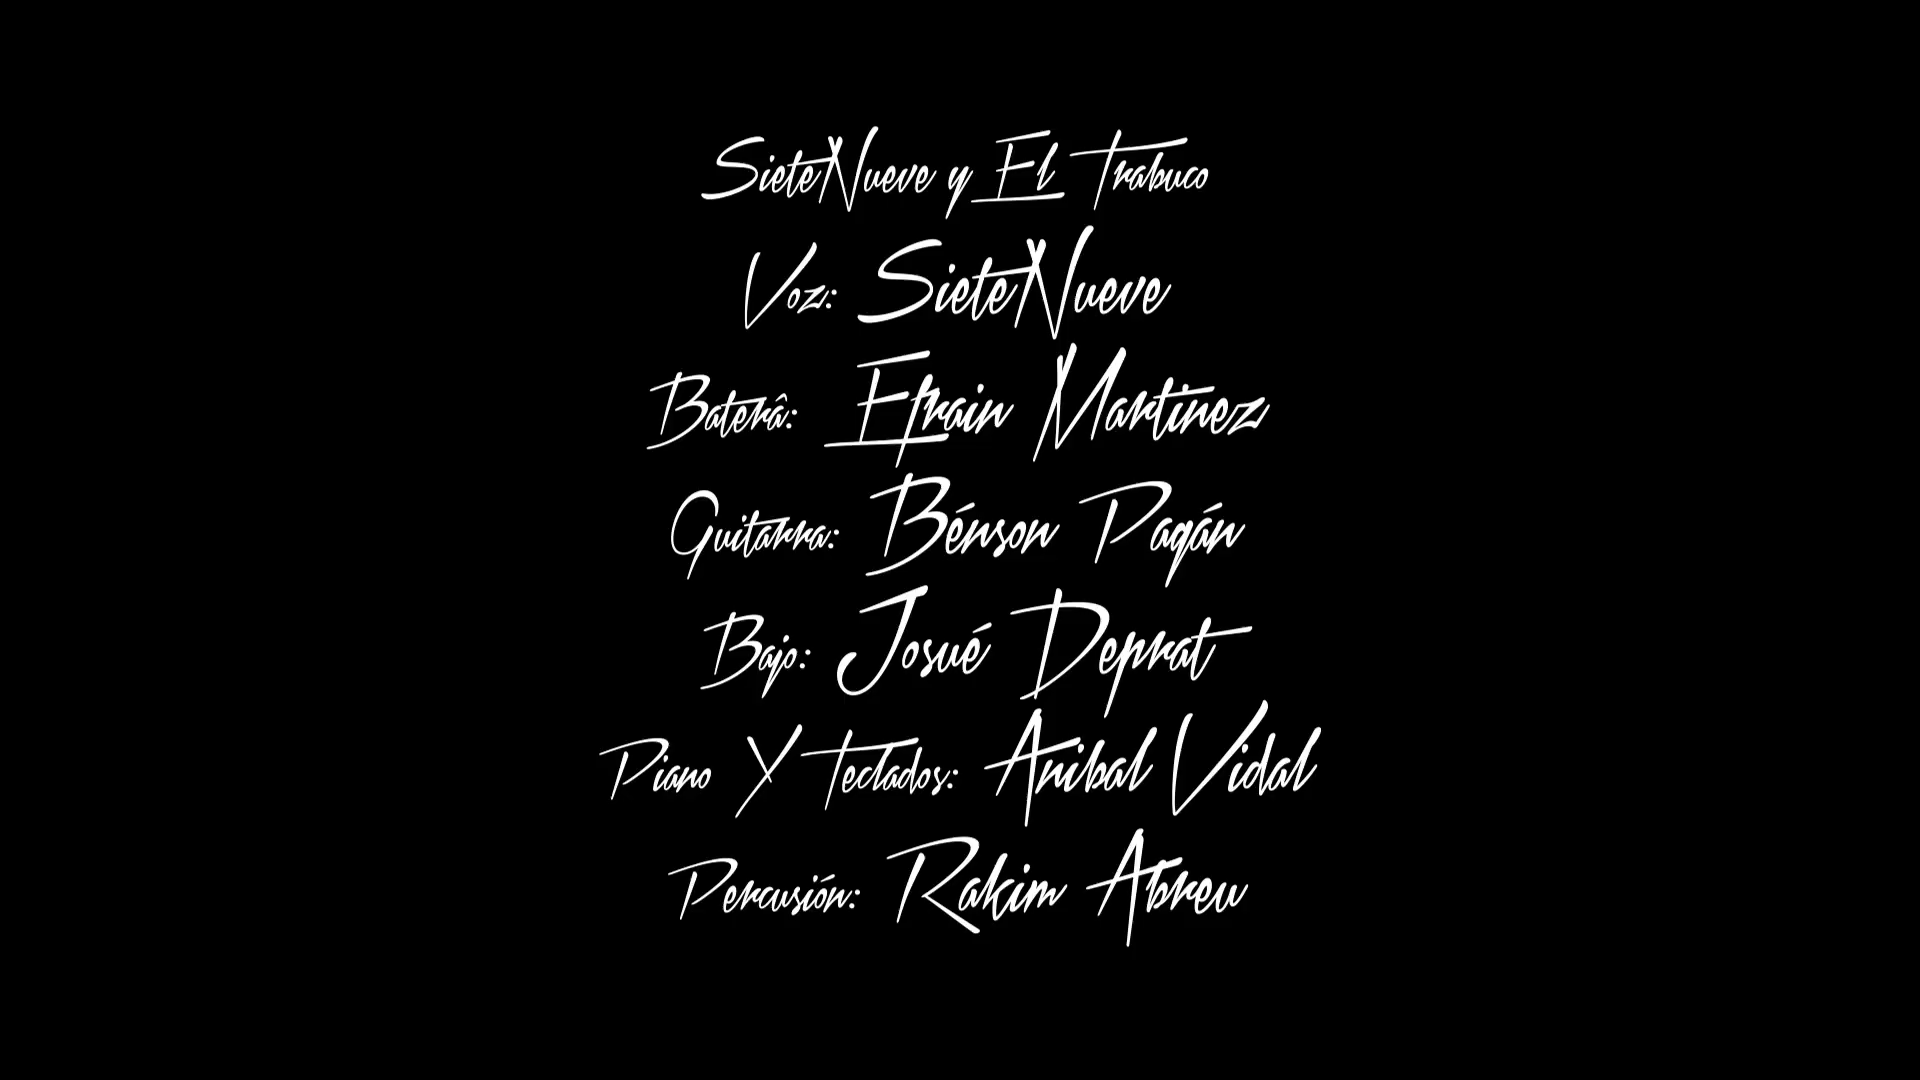 SieteNueve y El Trabuco
Voz: SieteNueve
Baterâ: Efrain Martinez
Guitarra: Bénson Pagán
Bajo: Josué Deprat
Piano Y Teclados: Anibal Vidal
Percusión: Rakim Abreu